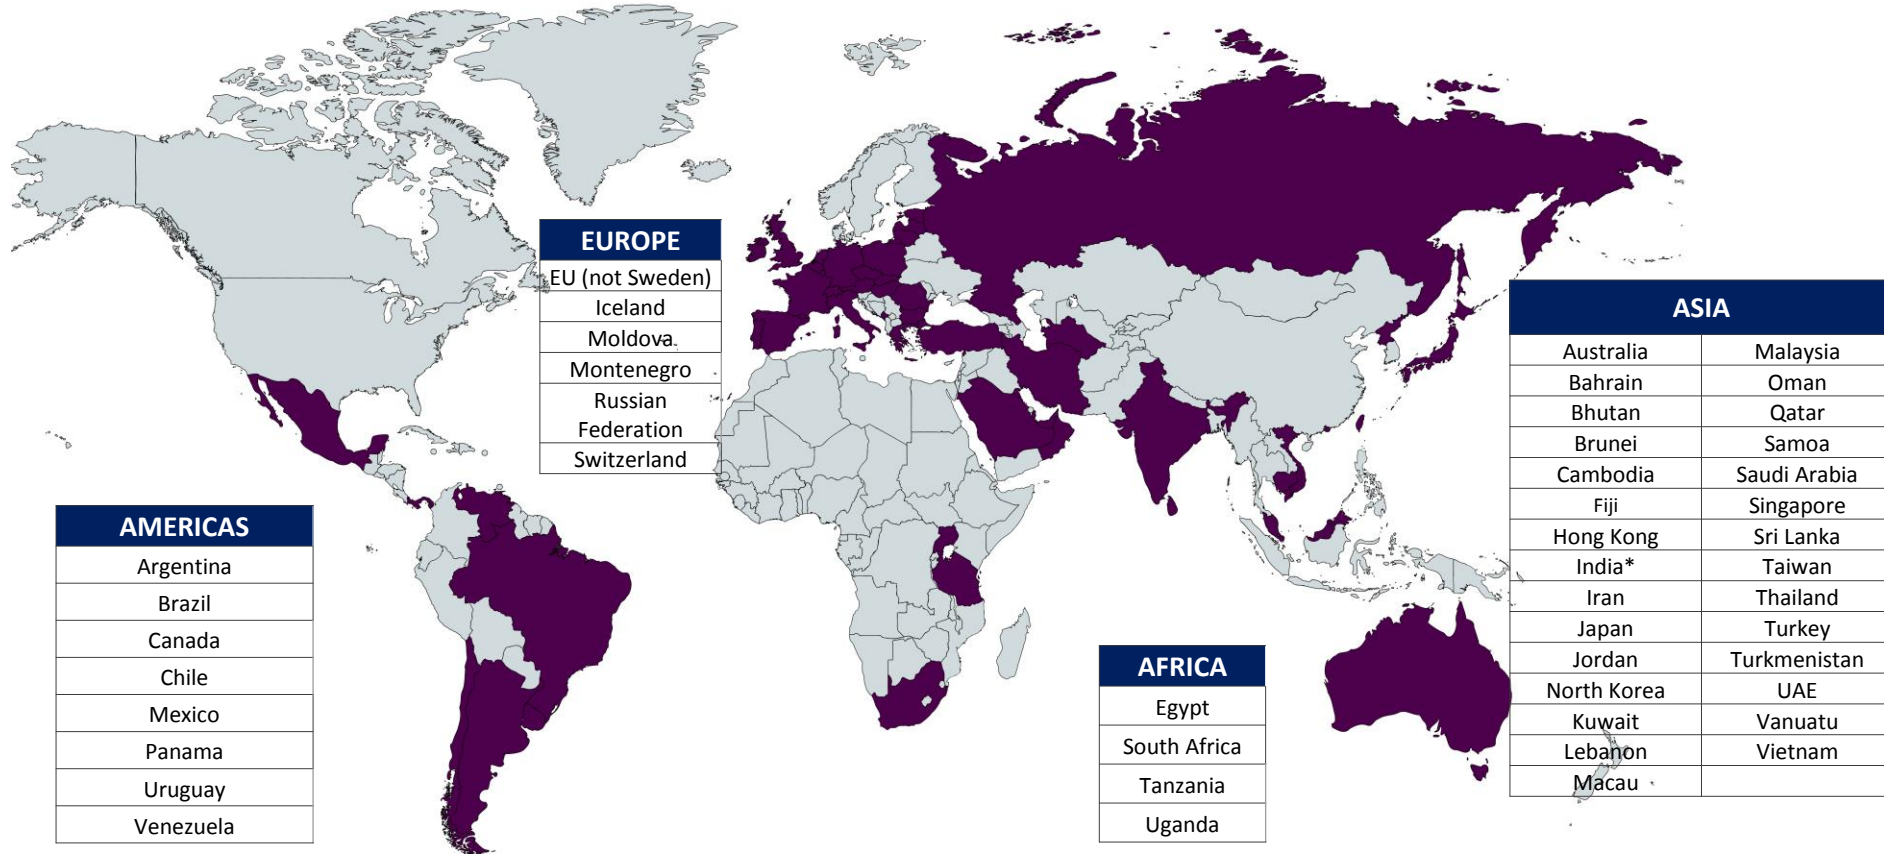 EUROPE
EU (not Sweden)
Iceland
Moldova
Montenegro
Russian
Federation
Switzerland
ASIA
Australia Malaysia
Bahrain Oman
Bhutan Qatar
Brunei Samoa
Cambodia Saudi Arabia
Fiji Singapore
Hong Kong Sri Lanka
India* Taiwan
Iran Thailand
Japan Turkey
Jordan Turkmenistan
North Korea UAE
Kuwait Vanuatu
Lebanon Vietnam
Macau
AMERICAS
Argentina
Brazil
Canada
Chile
Mexico
Panama
Uruguay
Venezuela
AFRICA
Egypt
South Africa
Tanzania
Uganda